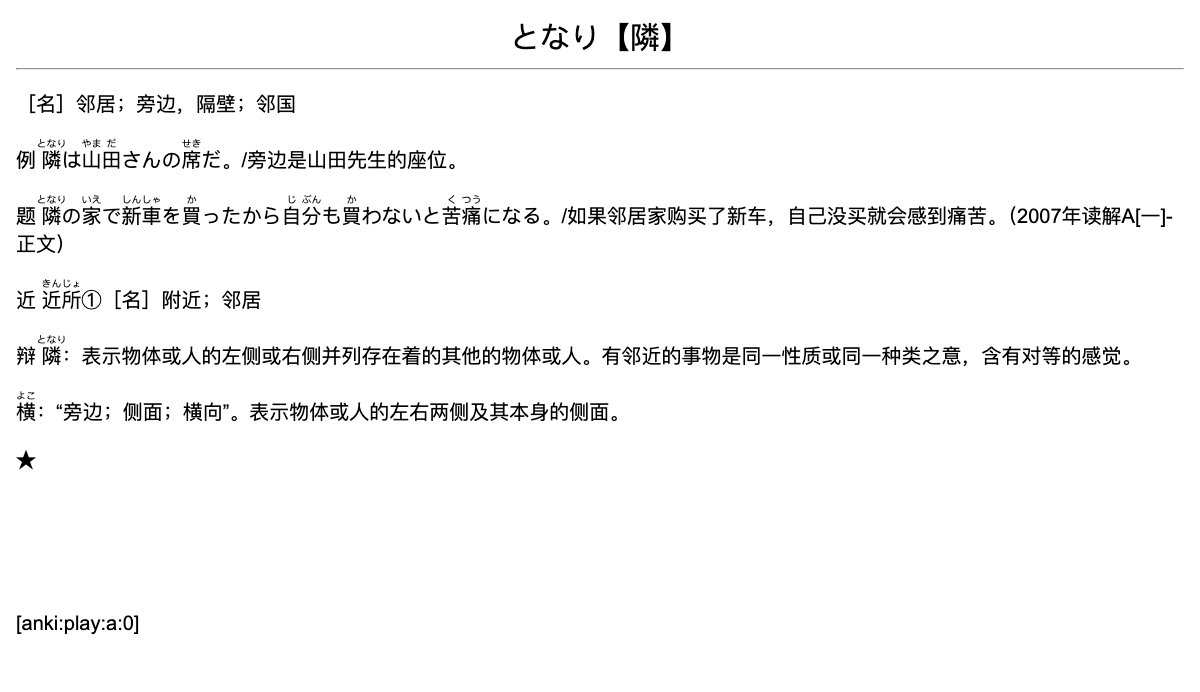 となり【隣】
［名］邻居；旁边，隔壁；邻国
となり やま だ せき
例 隣は山田さんの席だ。/旁边是山田先生的座位。
となり いえ しんしゃ か じ ぶん か く つう
题 隣の家で新車を買ったから自分も買わないと苦痛になる。/如果邻居家购买了新车，自己没买就会感到痛苦。（2007年读解A[一]-
正文）
きんじょ
近 近所①［名］附近；邻居
となり
辩 隣：表示物体或人的左侧或右侧并列存在着的其他的物体或人。有邻近的事物是同一性质或同一种类之意，含有对等的感觉。
よこ
横：“旁边；侧面；横向”。表示物体或人的左右两侧及其本身的侧面。
★
[anki:play:a:0]